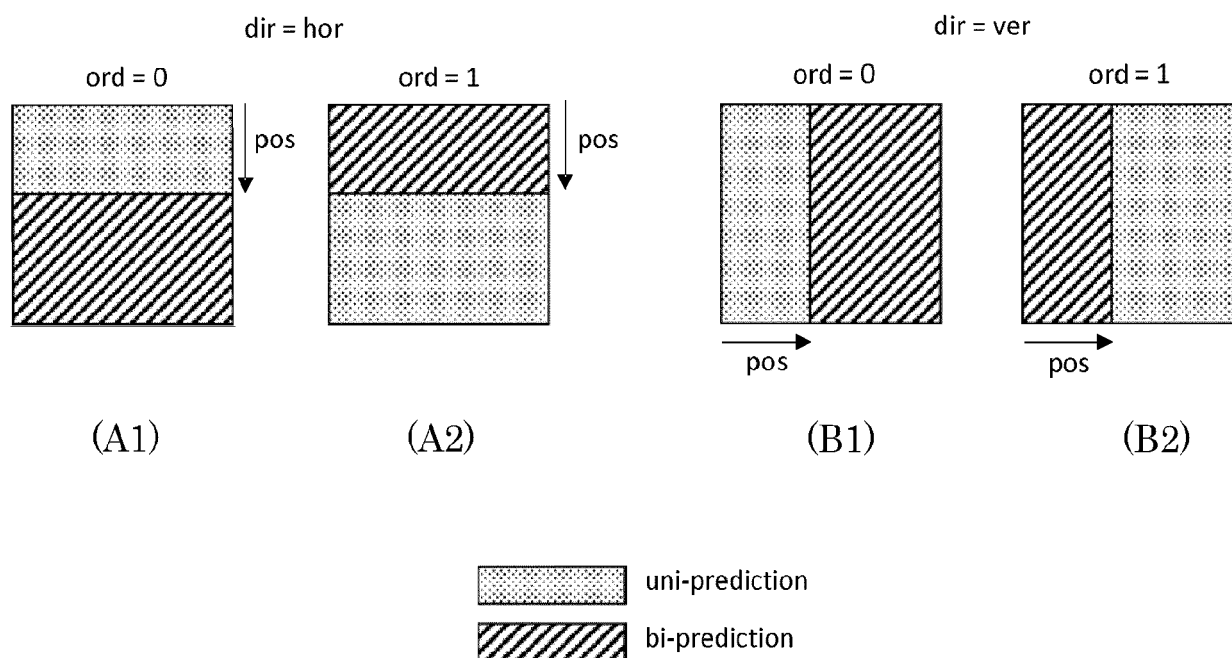 dir = hor
dir = ver
ord = 0
ord = 1
ord = 0
ord = 1
pos
pos
pos
pos
(A1)
(A2)
(B1)
(B2)
uni-prediction
bi-prediction